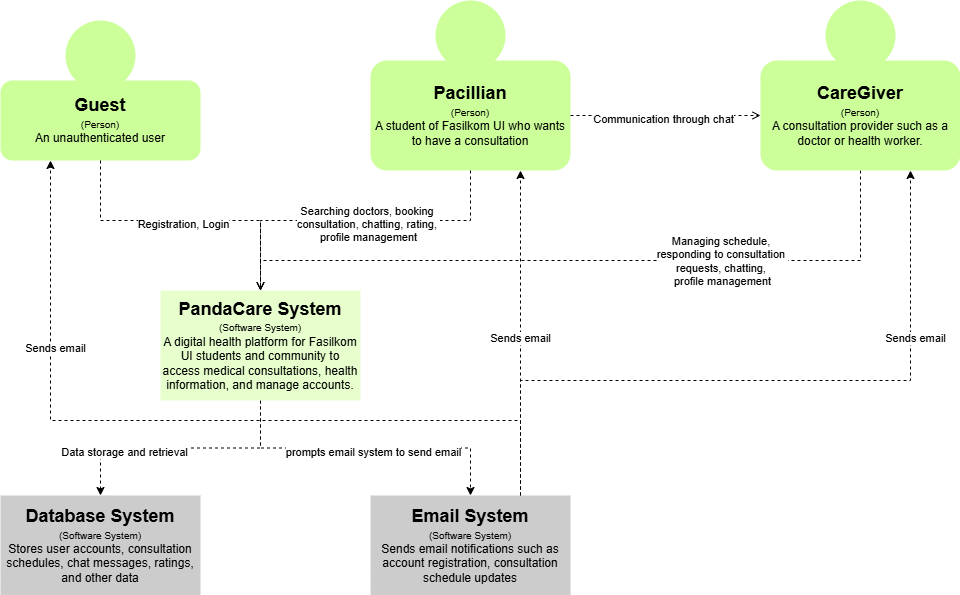 Guest
(Person)
An unauthenticated user
Pacillian
(Person)
A student of Fasilkom UI who wants
to have a consultation
Communication through chat
CareGiver
(Person)
A consultation provider such as a
doctor or health worker.
Registration, Login
Searching doctors, booking
consultation, chatting, rating,
profile management
Managing schedule,
responding to consultation
requests, chatting,
profile management
PandaCare System
(Software System)
A digital health platform for Fasilkom
UI students and community to
access medical consultations, health
information, and manage accounts.
Sends email
Sends email
Sends email
Data storage and retrieval
prompts email system to send email
Database System
(Software System)
Stores user accounts, consultation
schedules, chat messages, ratings,
and other data
Email System
(Software System)
Sends email notifications such as
account registration, consultation
schedule updates